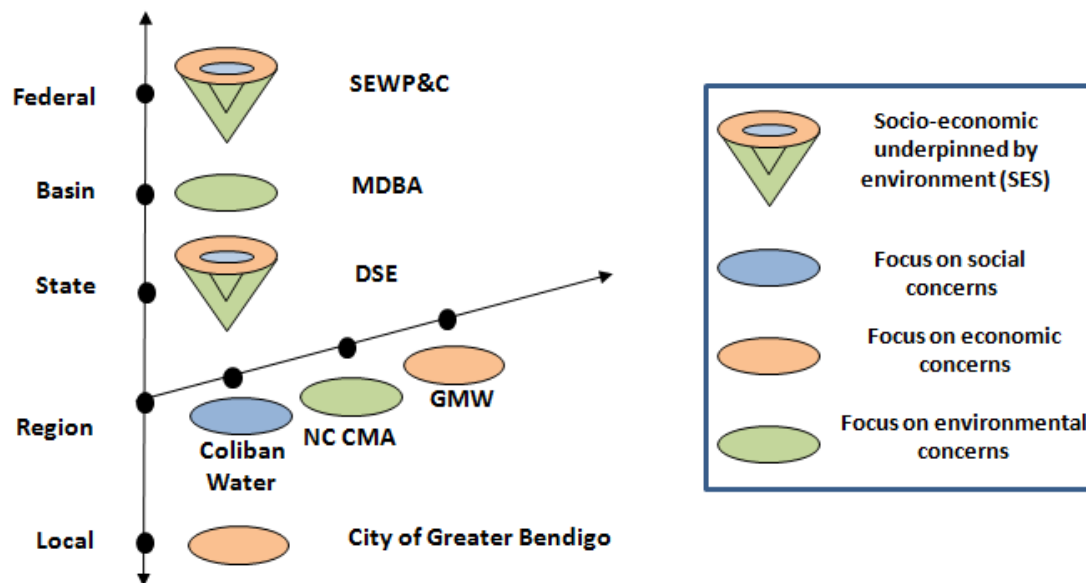 Federal
SEWP&C
Basin
MDBA
State
DSE
Region
Coliban
Water
NC CMA
GMW
Local
City of Greater Bendigo
Socio-economic
underpinned by
environment (SES)
Focus on social
concerns
Focus on economic
concerns
Focus on environmental
concerns